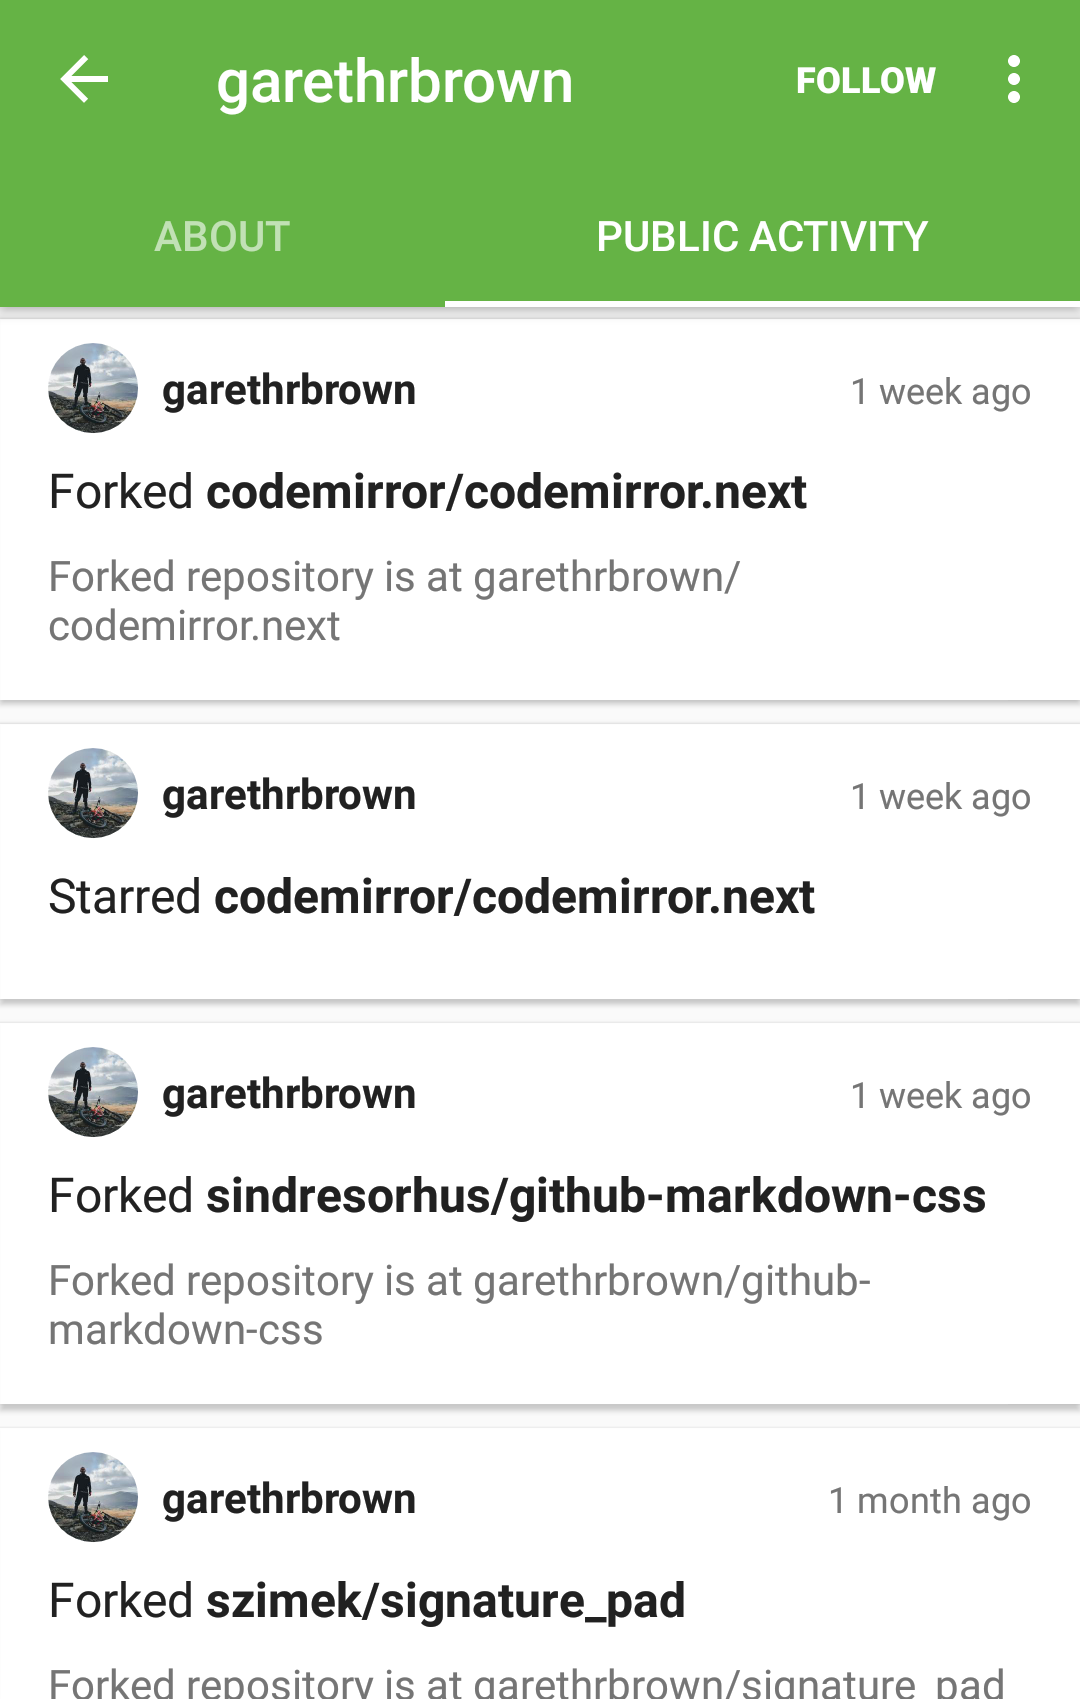 garethrbrown FOLLOW
ABOUT PUBLIC ACTIVITY
garethrbrown 1 week ago
Forked codemirror/codemirror.next
Forked repository is at garethrbrown/
codemirror.next
garethrbrown 1 week ago
Starred codemirror/codemirror.next
garethrbrown 1 week ago
Forked sindresorhus/github-markdown-css
Forked repository is at garethrbrown/github-
markdown-css
garethrbrown 1 month ago
Forked szimek/signature_pad
Forked repository is at garethrbrown/signature_pad